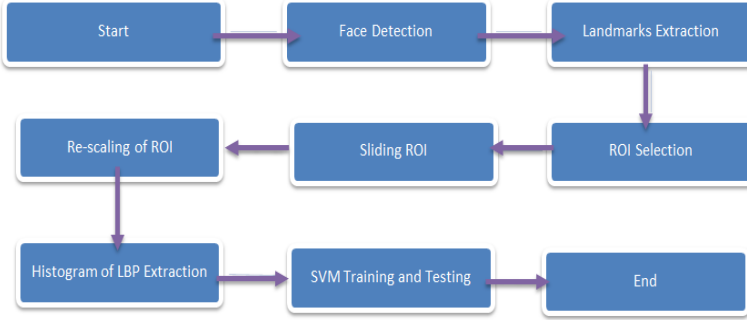 Start
Face Detection
Landmarks Extraction
ROI Selection
Sliding ROI
Re-scaling of ROI
Histogram of LBP Extraction
SVM Training and Testing
End